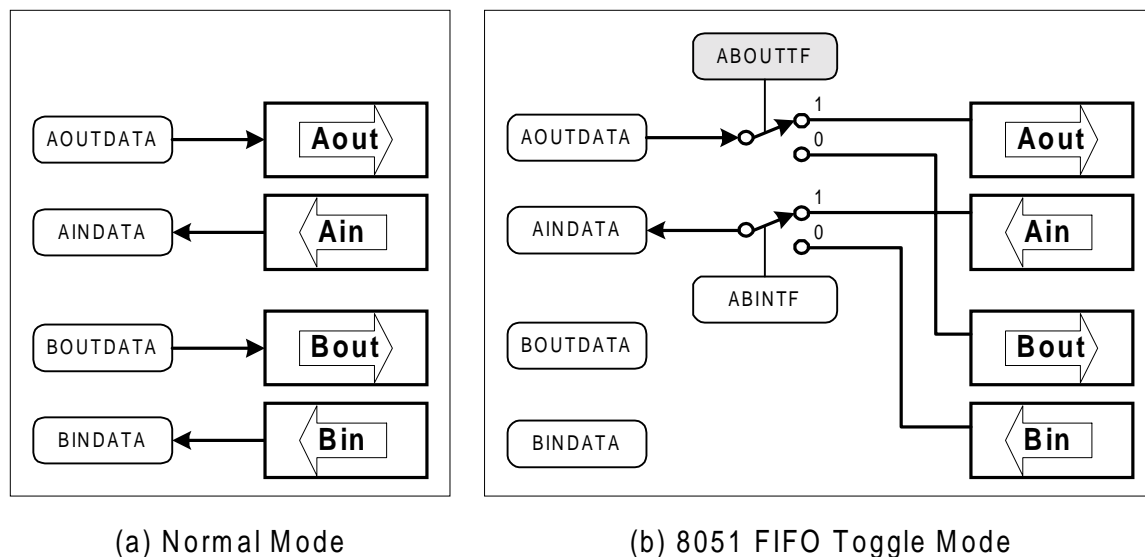 AOUTDATA
Aout
AINDATA
Ain
BOUTDATA
Bout
BINDATA
Bin
(a) Normal Mode
ABOUTTF
AOUTDATA
1
0
Aout
AINDATA
1
0
Ain
ABINTF
BOUTDATA
Bout
BINDATA
Bin
(b) 8051 FIFO Toggle Mode